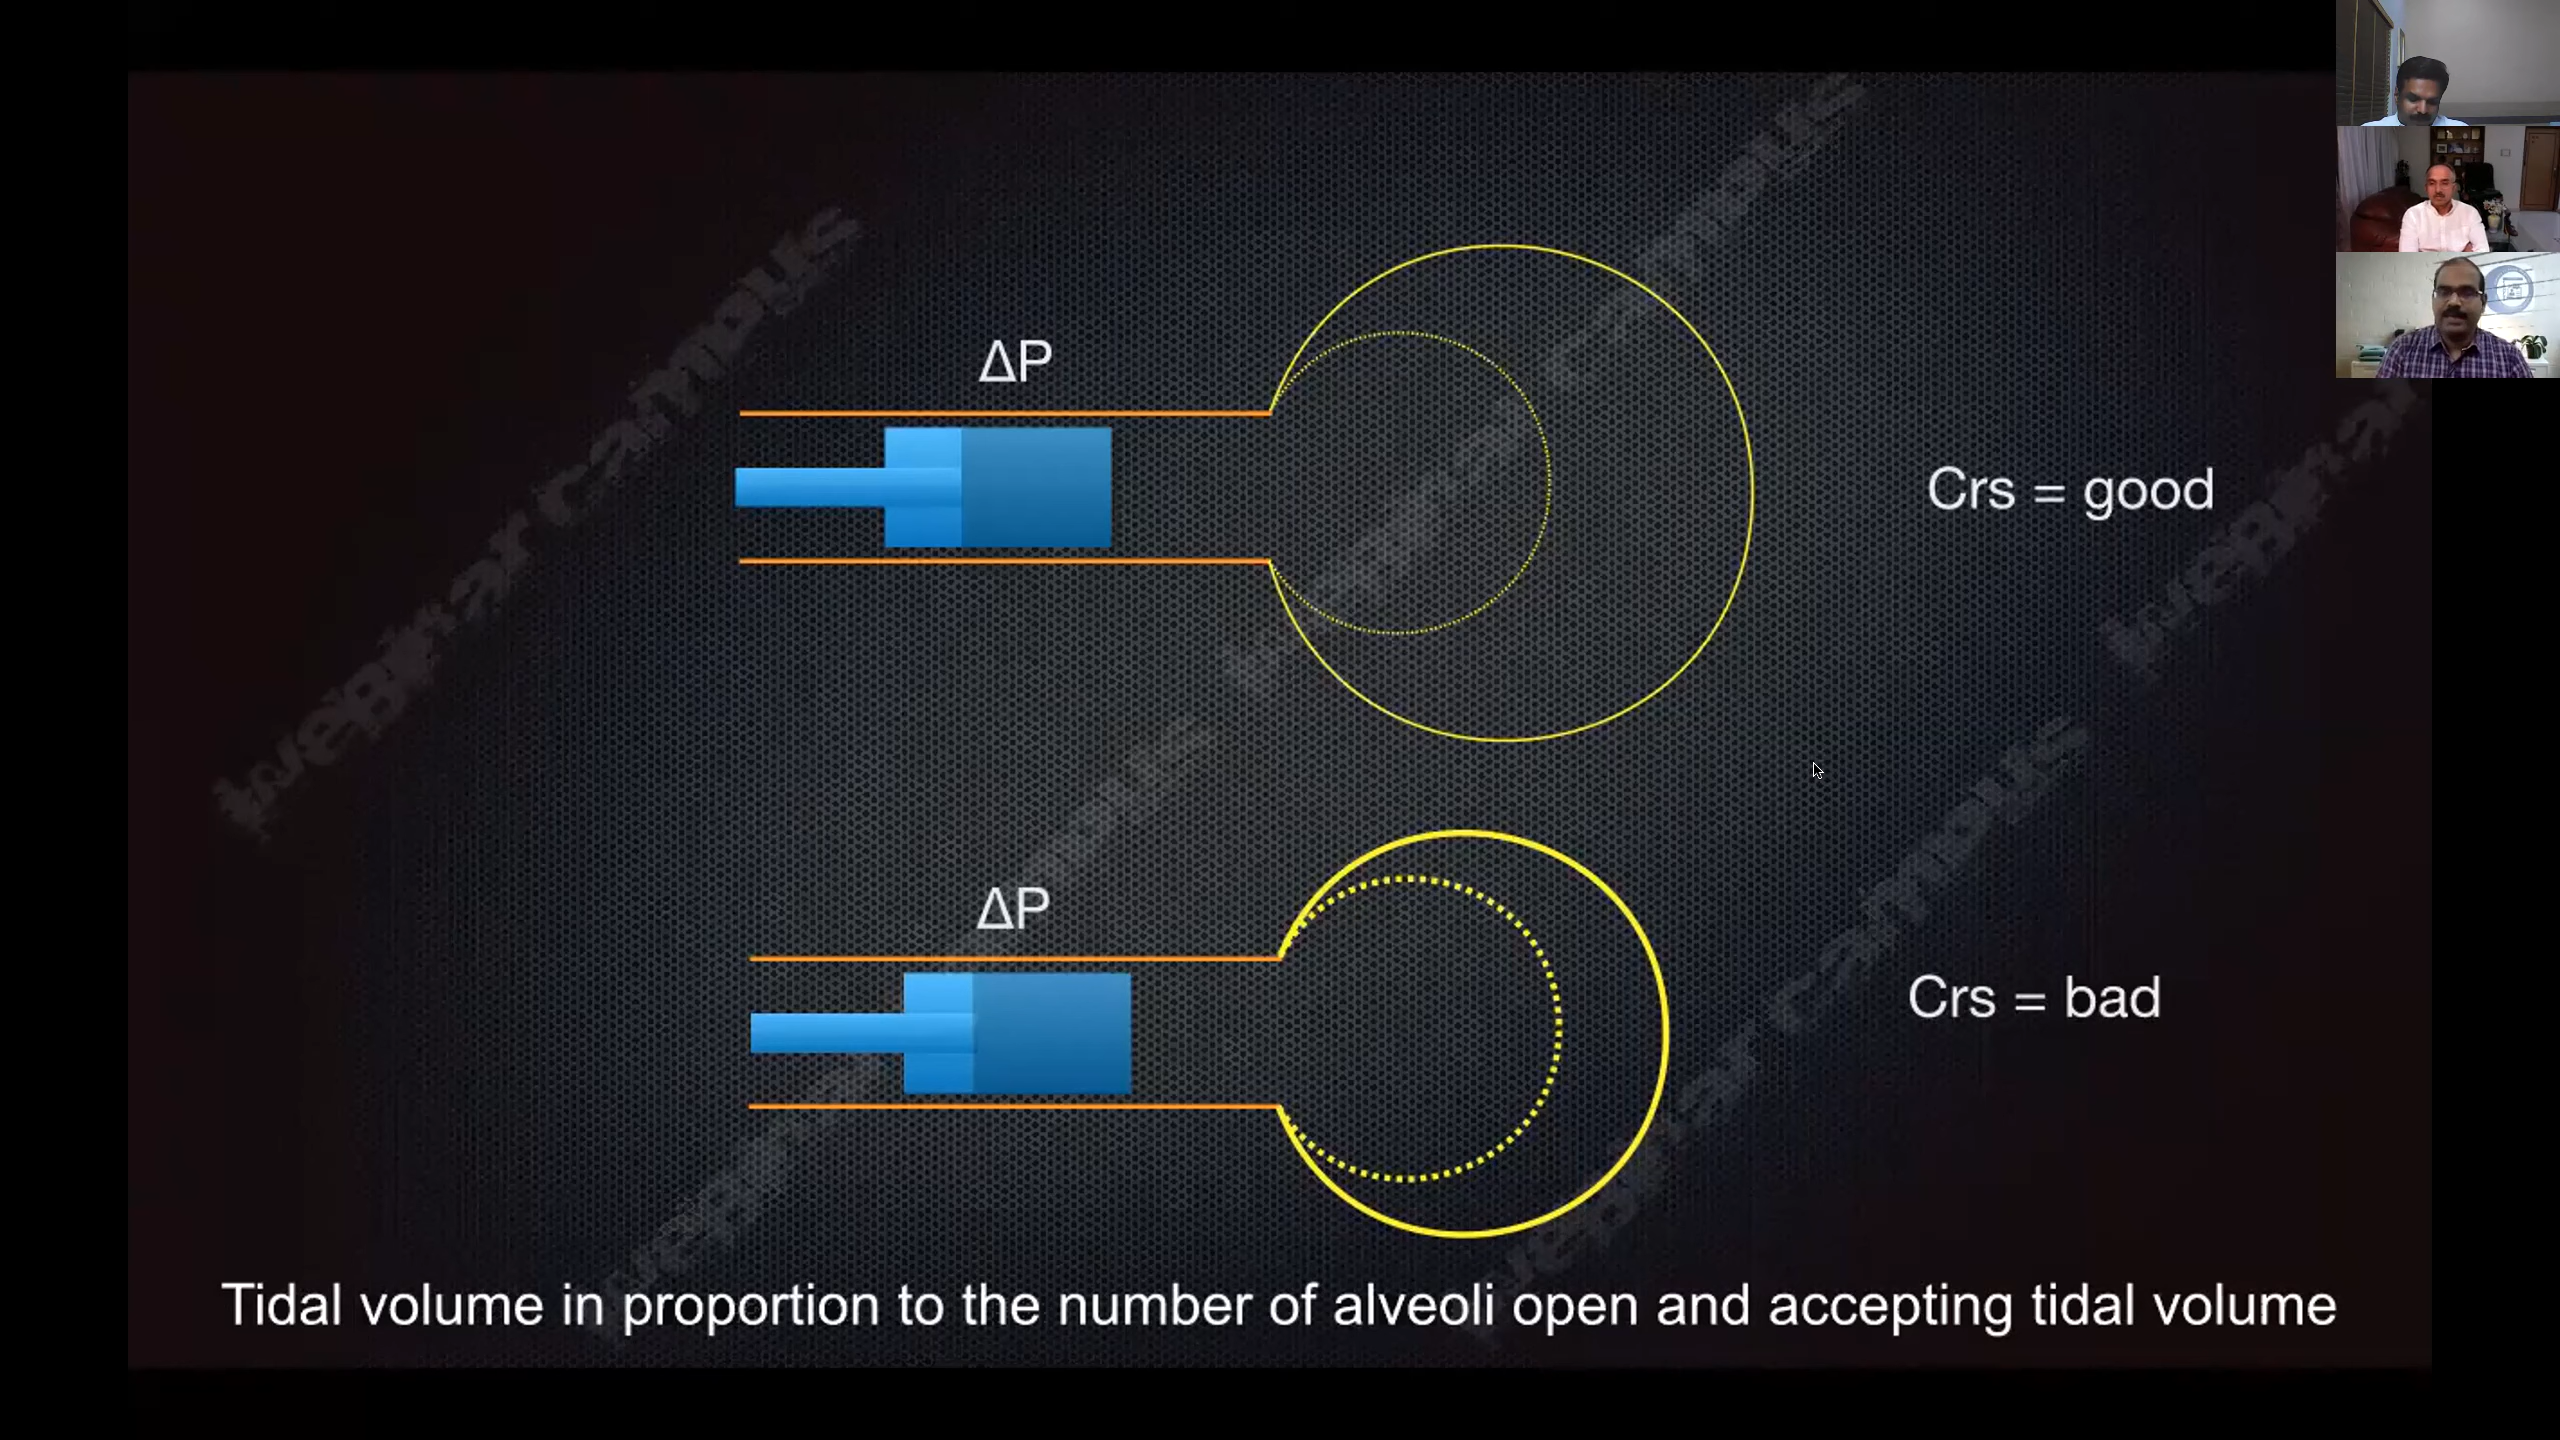 ΔP
Crs = good
ΔP
Crs = bad
Tidal volume in proportion to the number of alveoli open and accepting tidal volume